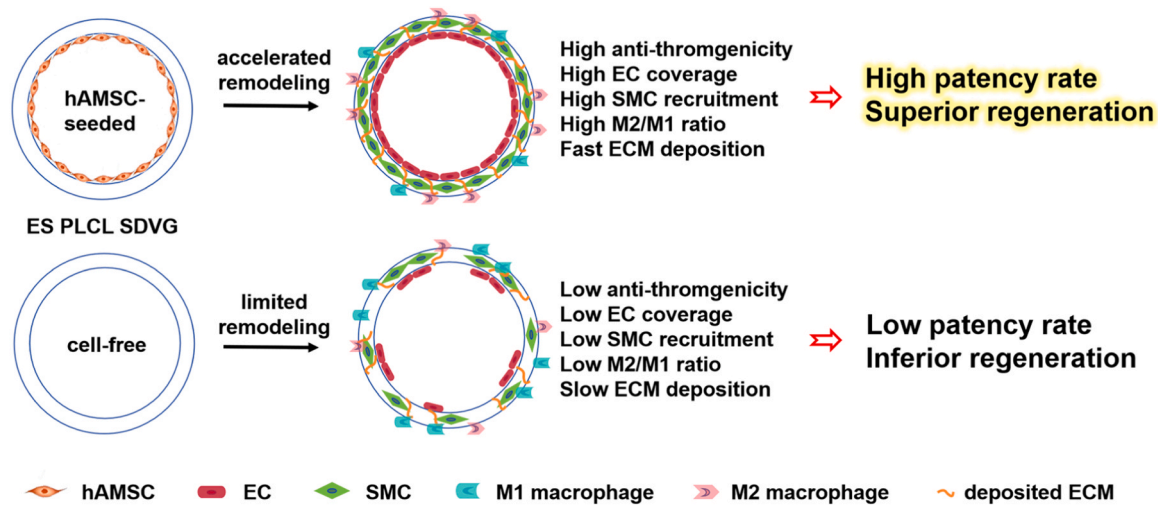 hAMSC-
seeded
accelerated
remodeling
High anti-thromgenicity
High EC coverage
High SMC recruitment
High M2/M1 ratio
Fast ECM deposition
High patency rate
Superior regeneration
ES PLCL SDVG
cell-free
limited
remodeling
Low anti-thromgenicity
Low EC coverage
Low SMC recruitment
Low M2/M1 ratio
Slow ECM deposition
Low patency rate
Inferior regeneration
hAMSC
EC
SMC
M1 macrophage
M2 macrophage
deposited ECM